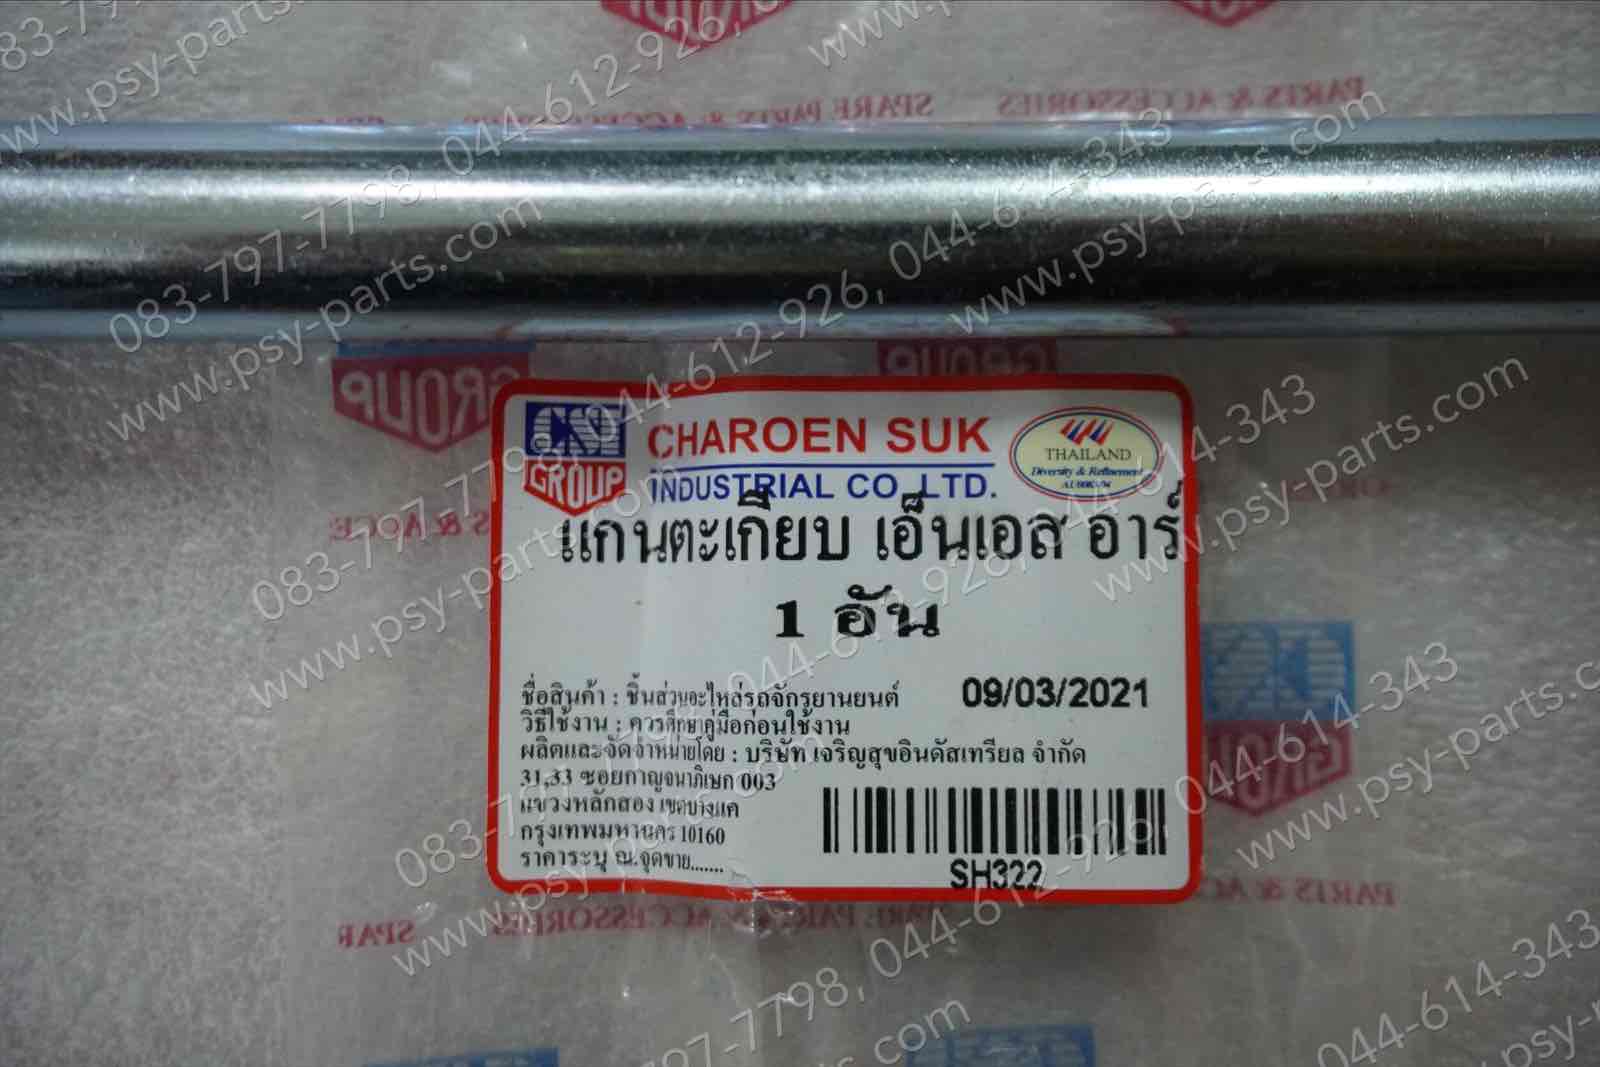 CSI GROUP
CHAROEN SUK
INDUSTRIAL CO.,LTD.
THAILAND
Diversity & Refinement
แกนตะเกียบ เอ็นเอส อาร์
1 อัน
ชื่อสินค้า : ชิ้นส่วนอะไหล่รถจักรยานยนต์
09/03/2021
วิธีใช้งาน : ควรศึกษาคู่มือก่อนใช้งาน
ผลิตและจัดจำหน่ายโดย : บริษัท เจริญสุขอินดัสเทรียล จำกัด
31,33 ซอยกาญจนาภิเษก 003
แขวงหลักสอง เขตบางแค
กรุงเทพมหานคร 10160
ราคาระบุ ณ.จุดขาย.......
SH322
SPARE PARTS & ACCESSORIES
083-797-7798, 044-612-926, 044-614-343
www.psy-parts.com